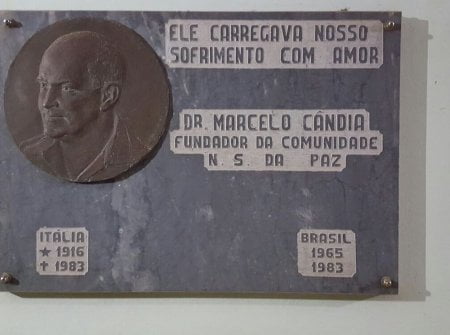 ELE CARREGAVA NOSSO
SOFRIMENTO COM AMOR
DR. MARCELO CÂNDIA
FUNDADOR DA COMUNIDADE
N. S. DA PAZ
ITÁLIA
★ 1916
✝ 1983
BRASIL
1965
1983